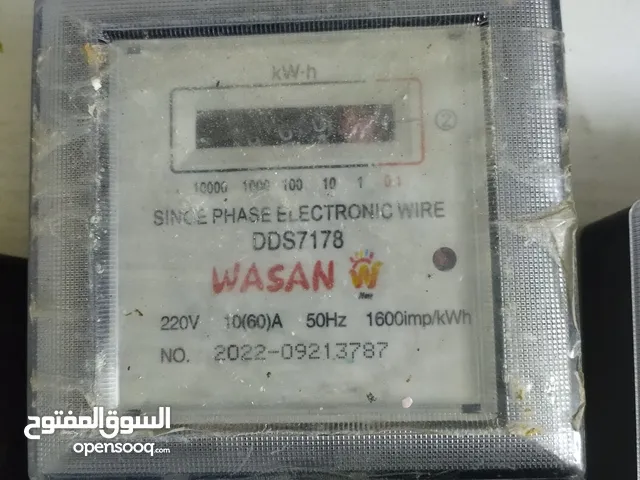 kW·h
②
10000 1000 100 10 1 0.1
SINCE PHASE ELECTRONIC WIRE
DDS7178
WASAN W
220V 10(60)A 50Hz 1600imp/kWh
NO. 2022-09213787
السوق المفتوح
opensooq.com